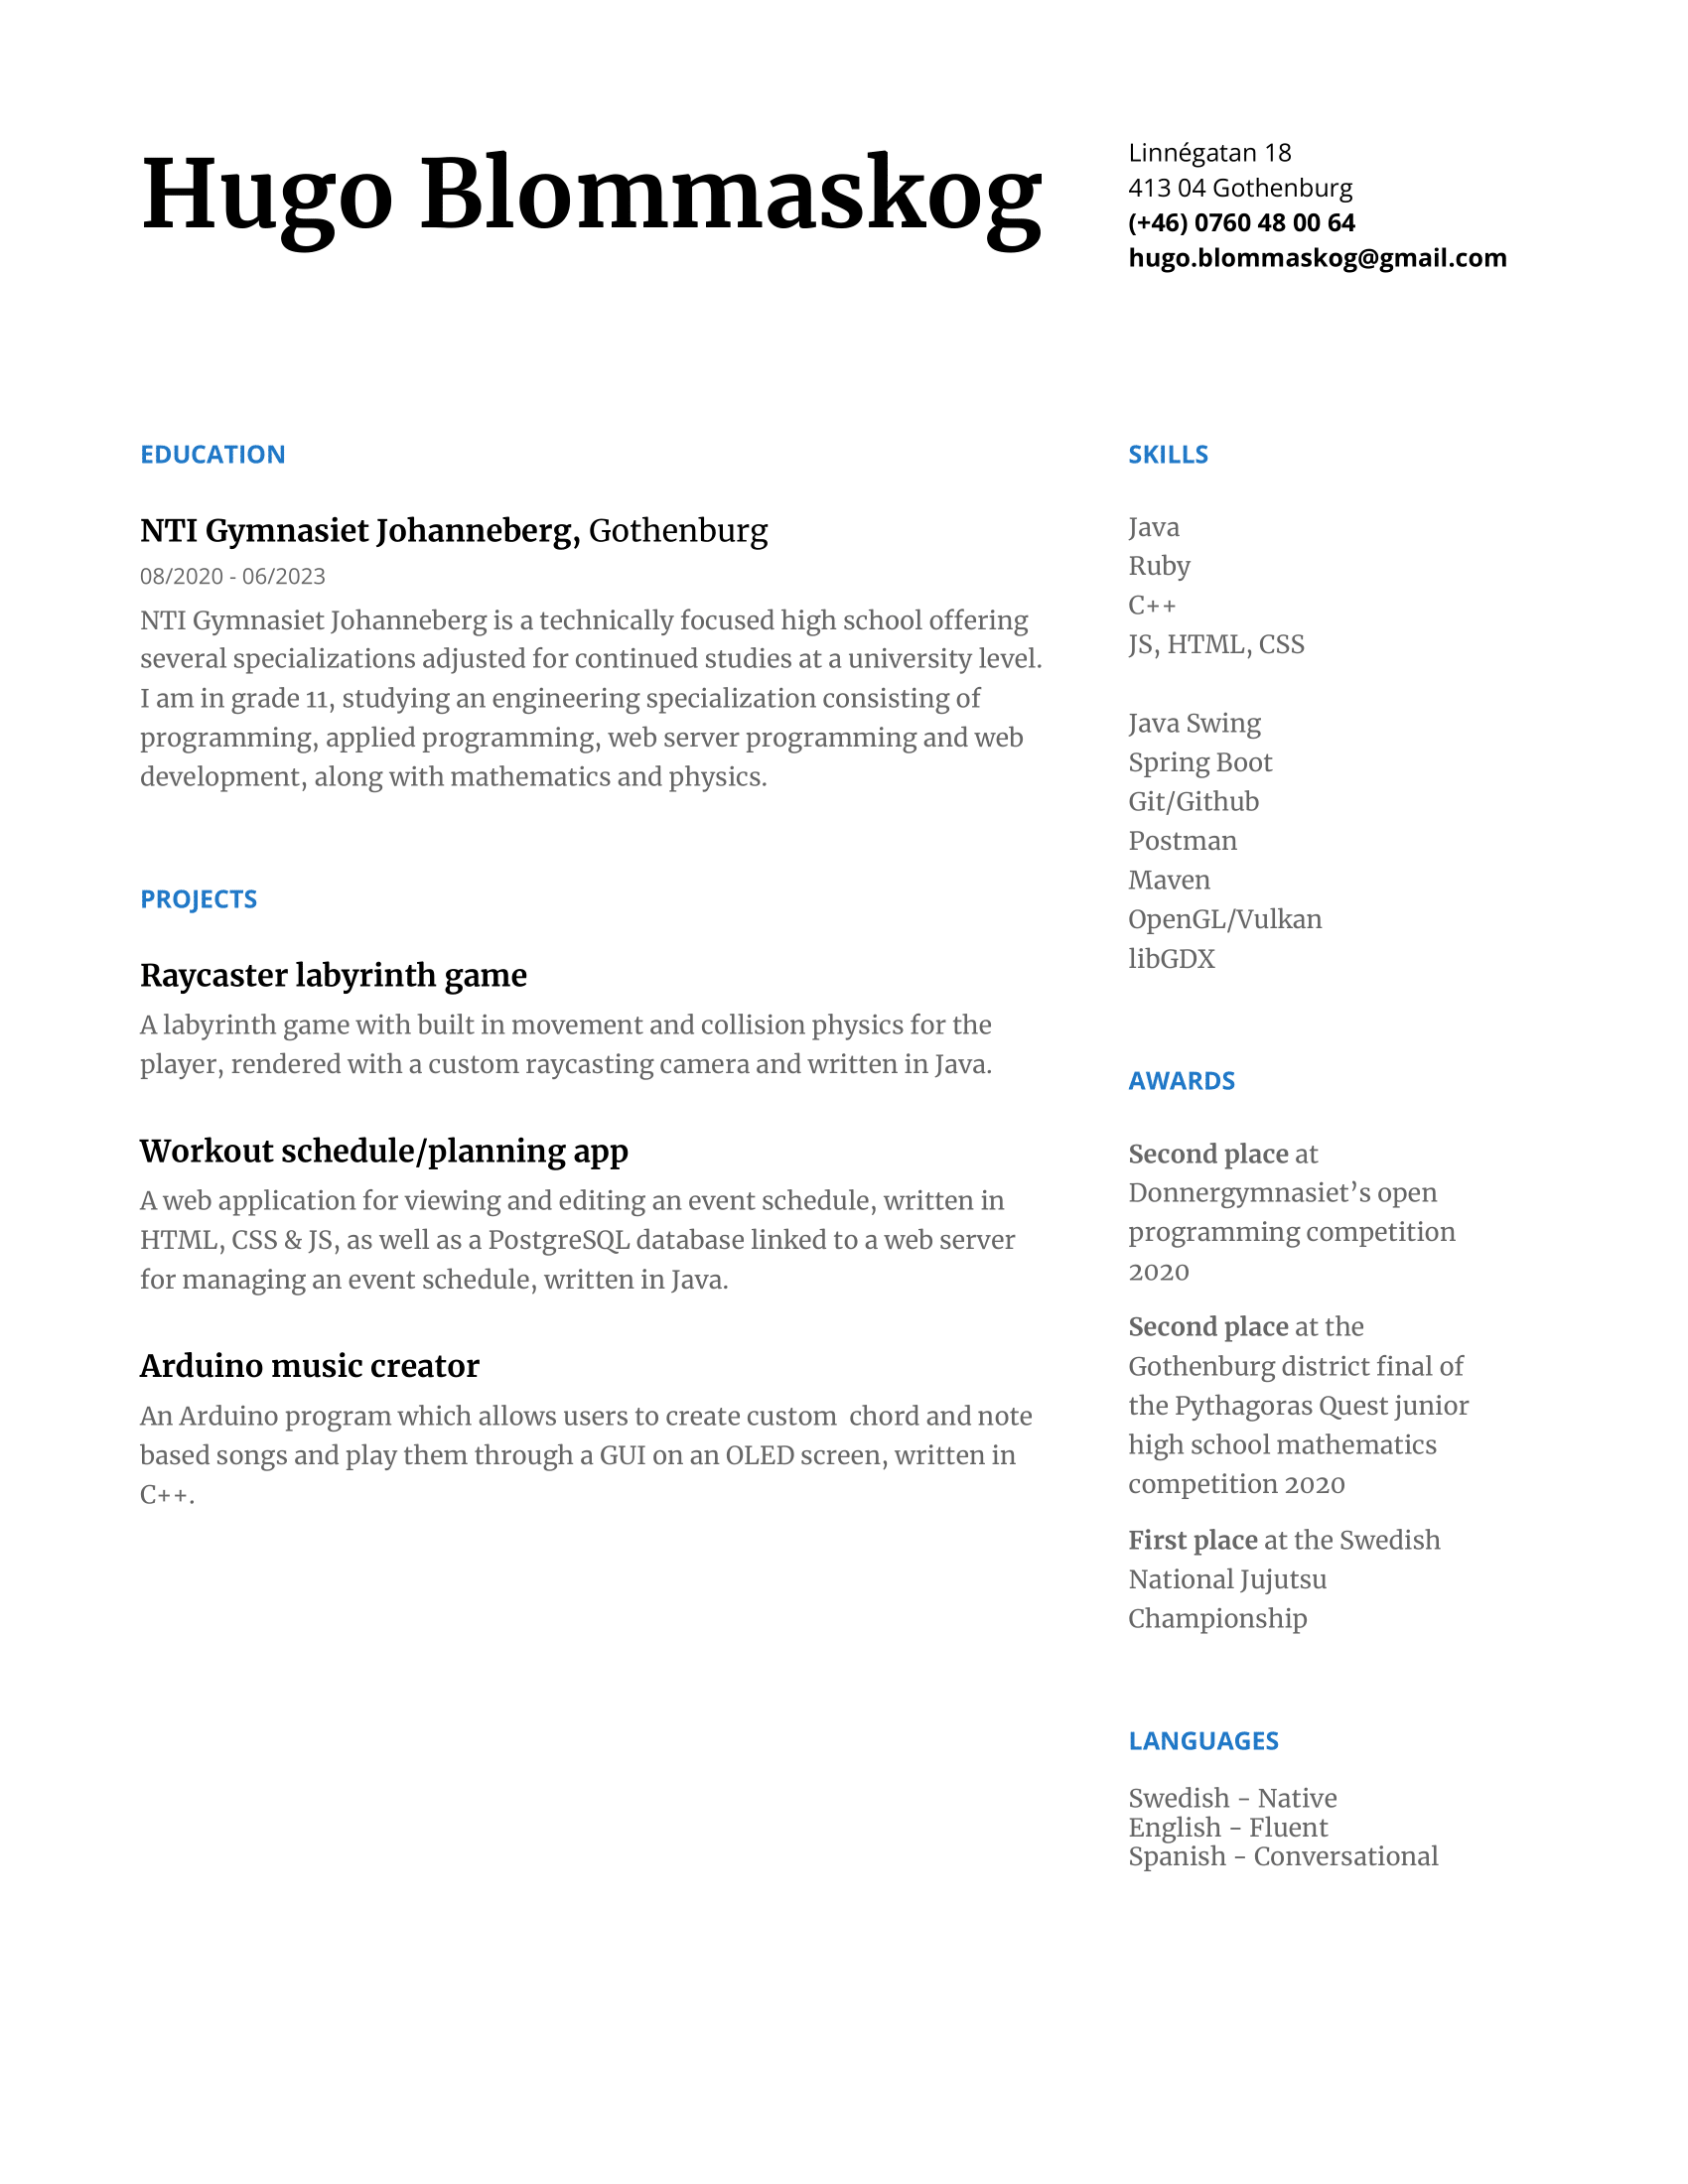 Hugo Blommaskog
Linnégatan 18
413 04 Gothenburg
(+46) 0760 48 00 64
hugo.blommaskog@gmail.com
EDUCATION
NTI Gymnasiet Johanneberg, Gothenburg
08/2020 - 06/2023
NTI Gymnasiet Johanneberg is a technically focused high school offering
several specializations adjusted for continued studies at a university level.
I am in grade 11, studying an engineering specialization consisting of
programming, applied programming, web server programming and web
development, along with mathematics and physics.
PROJECTS
Raycaster labyrinth game
A labyrinth game with built in movement and collision physics for the
player, rendered with a custom raycasting camera and written in Java.
Workout schedule/planning app
A web application for viewing and editing an event schedule, written in
HTML, CSS & JS, as well as a PostgreSQL database linked to a web server
for managing an event schedule, written in Java.
Arduino music creator
An Arduino program which allows users to create custom  chord and note
based songs and play them through a GUI on an OLED screen, written in
C++.
SKILLS
Java
Ruby
C++
JS, HTML, CSS
Java Swing
Spring Boot
Git/Github
Postman
Maven
OpenGL/Vulkan
libGDX
AWARDS
Second place at
Donnergymnasiet’s open
programming competition
2020
Second place at the
Gothenburg district final of
the Pythagoras Quest junior
high school mathematics
competition 2020
First place at the Swedish
National Jujutsu
Championship
LANGUAGES
Swedish - Native
English - Fluent
Spanish - Conversational